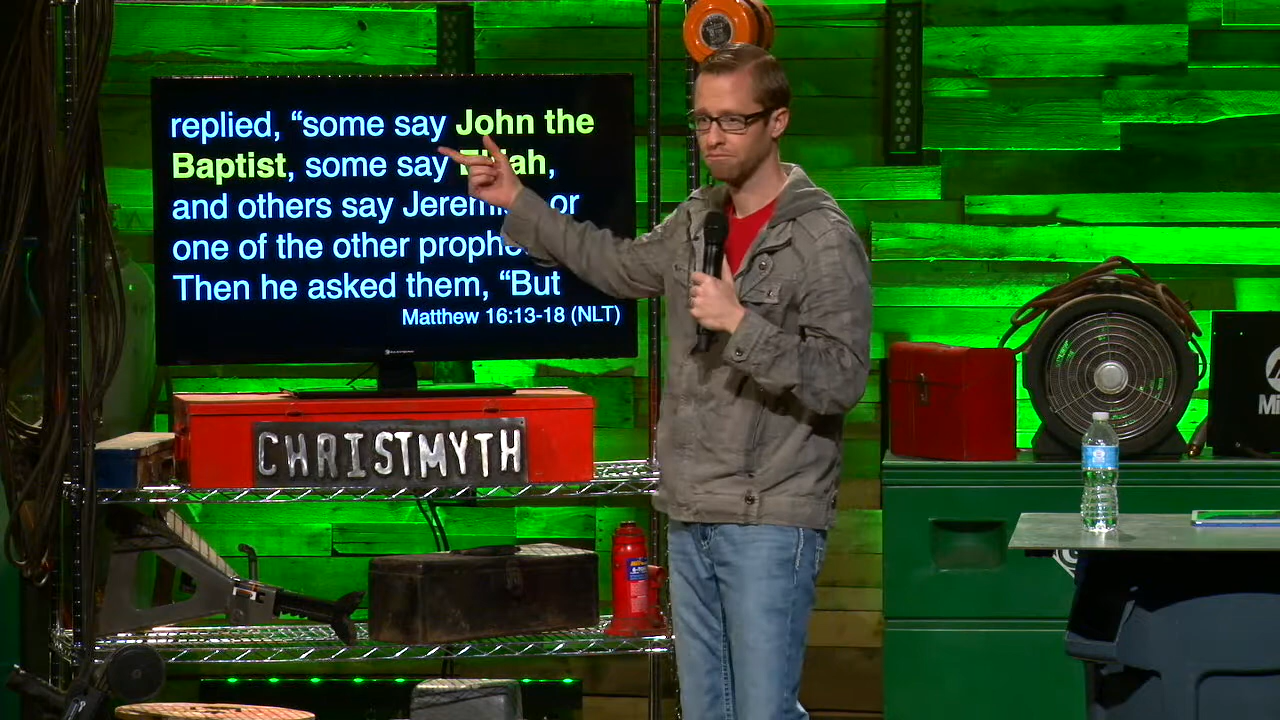 replied, “some say John the
Baptist, some say
and others say or
one of the other
Then he asked them, “But
Matthew 16:13-18 (NLT)
CHRISTMYTH